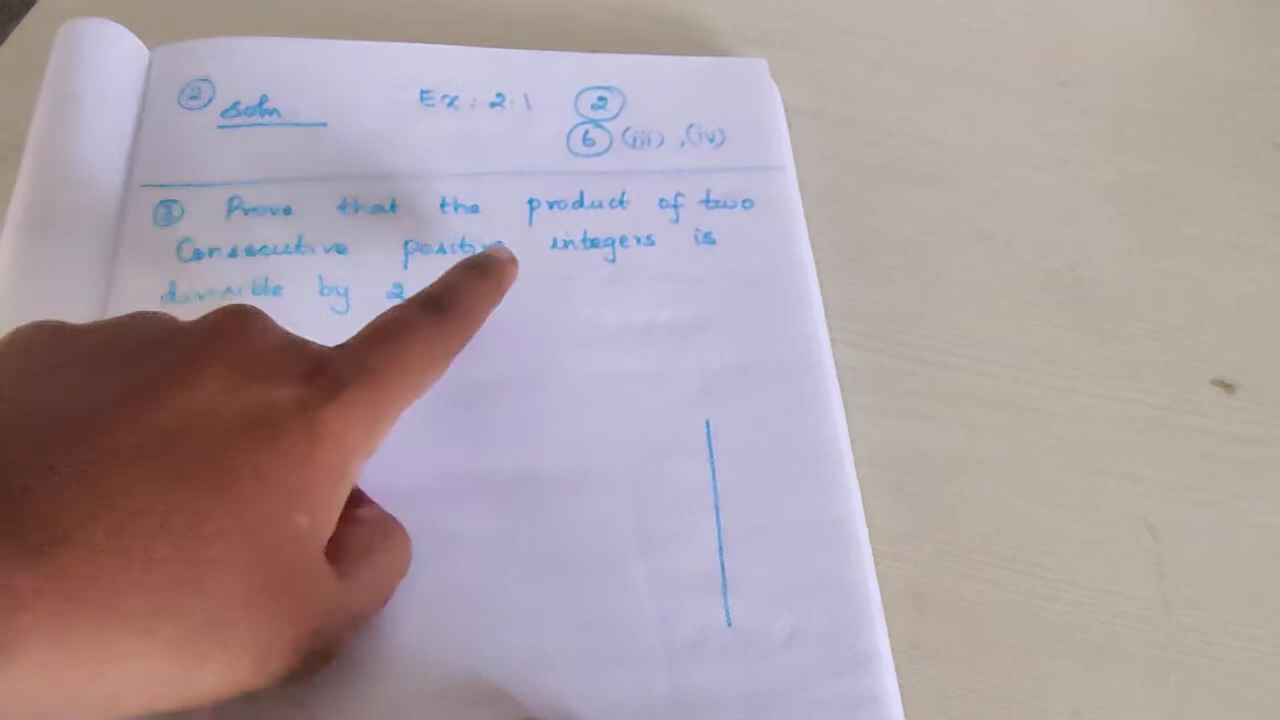 ② Soln Ex: 2.1 ②
⑥ (iii), (iv)
③ Prove that the product of two
Consecutive positive integers is
divisible by 2